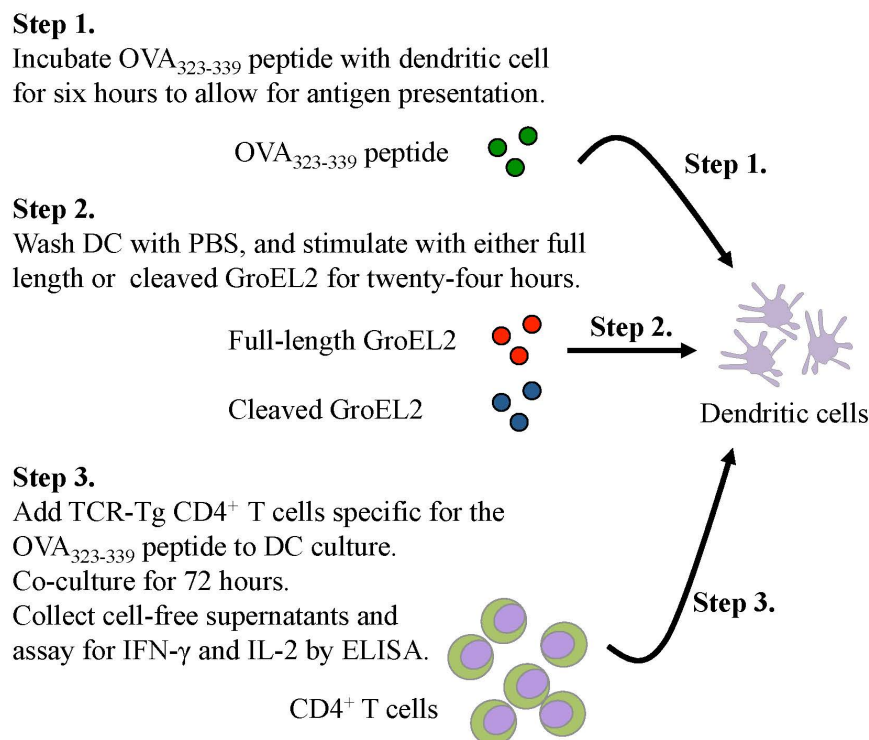 Step 1.
Incubate OVA₃₂₃₋₃₃₉ peptide with dendritic cell
for six hours to allow for antigen presentation.
OVA₃₂₃₋₃₃₉ peptide
Step 1.
Step 2.
Wash DC with PBS, and stimulate with either full
length or cleaved GroEL2 for twenty-four hours.
Full-length GroEL2
Step 2.
Cleaved GroEL2
Dendritic cells
Step 3.
Add TCR-Tg CD4⁺ T cells specific for the
OVA₃₂₃₋₃₃₉ peptide to DC culture.
Co-culture for 72 hours.
Collect cell-free supernatants and
assay for IFN-γ and IL-2 by ELISA.
Step 3.
CD4⁺ T cells